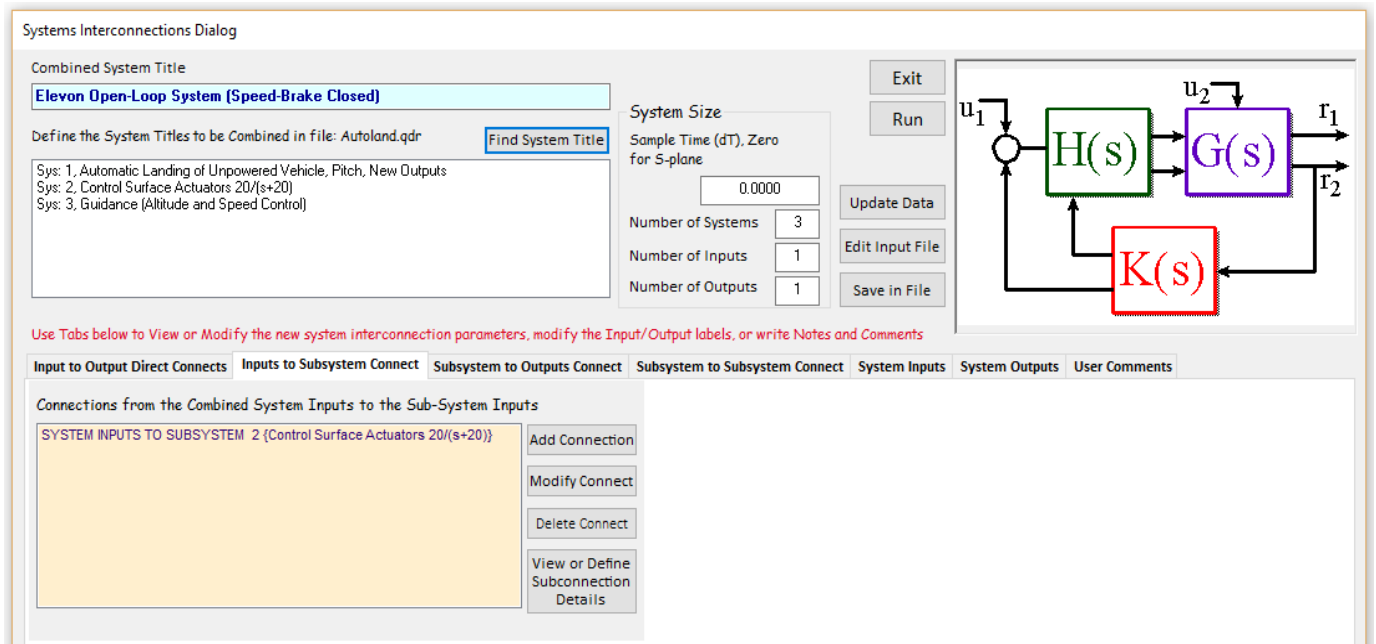 Systems Interconnections Dialog
Combined System Title
Elevon Open-Loop System (Speed-Brake Closed)
Define the System Titles to be Combined in file: Autoland.qdr
Find System Title
Sys: 1, Automatic Landing of Unpowered Vehicle, Pitch, New Outputs
Sys: 2, Control Surface Actuators 20/(s+20)
Sys: 3, Guidance (Altitude and Speed Control)
System Size
Sample Time (dT), Zero
for S-plane
0.0000
Number of Systems 3
Number of Inputs 1
Number of Outputs 1
Exit
Run
Update Data
Edit Input File
Save in File
u1
H(s)
u2
G(s)
r1
r2
K(s)
Use Tabs below to View or Modify the new system interconnection parameters, modify the Input/Output labels, or write Notes and Comments
Input to Output Direct Connects Inputs to Subsystem Connect Subsystem to Outputs Connect Subsystem to Subsystem Connect System Inputs System Outputs User Comments
Connections from the Combined System Inputs to the Sub-System Inputs
SYSTEM INPUTS TO SUBSYSTEM 2 {Control Surface Actuators 20/(s+20)}
Add Connection
Modify Connect
Delete Connect
View or Define
Subconnection
Details